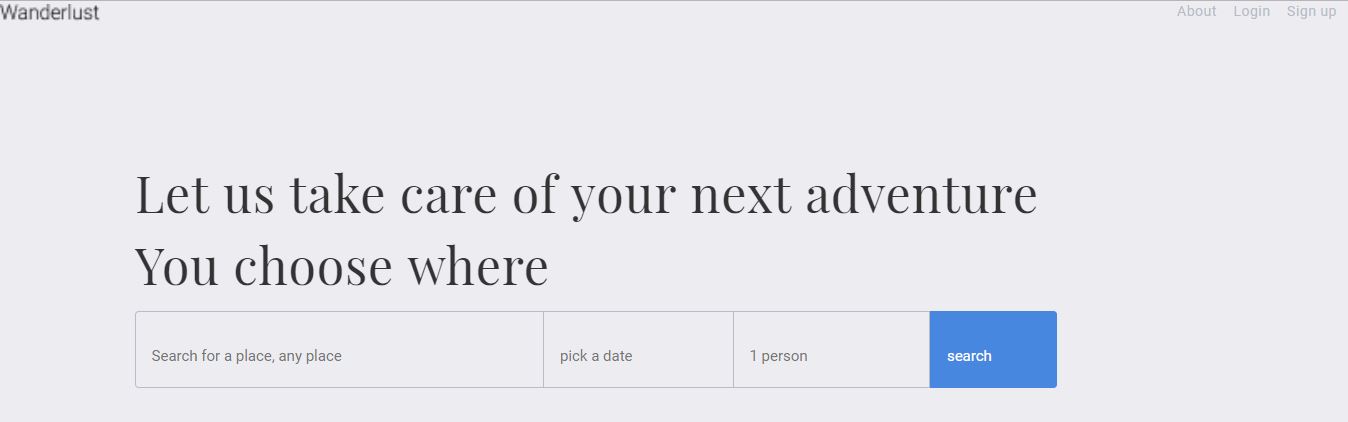 Wanderlust
About Login Sign up
Let us take care of your next adventure
You choose where
Search for a place, any place
pick a date
1 person
search